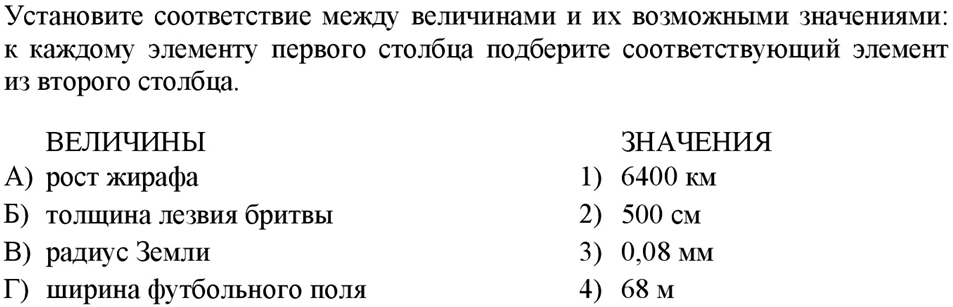 Установите соответствие между величинами и их возможными значениями:
к каждому элементу первого столбца подберите соответствующий элемент
из второго столбца.
ВЕЛИЧИНЫ ЗНАЧЕНИЯ
А) рост жирафа 1) 6400 км
Б) толщина лезвия бритвы 2) 500 см
В) радиус Земли 3) 0,08 мм
Г) ширина футбольного поля 4) 68 м